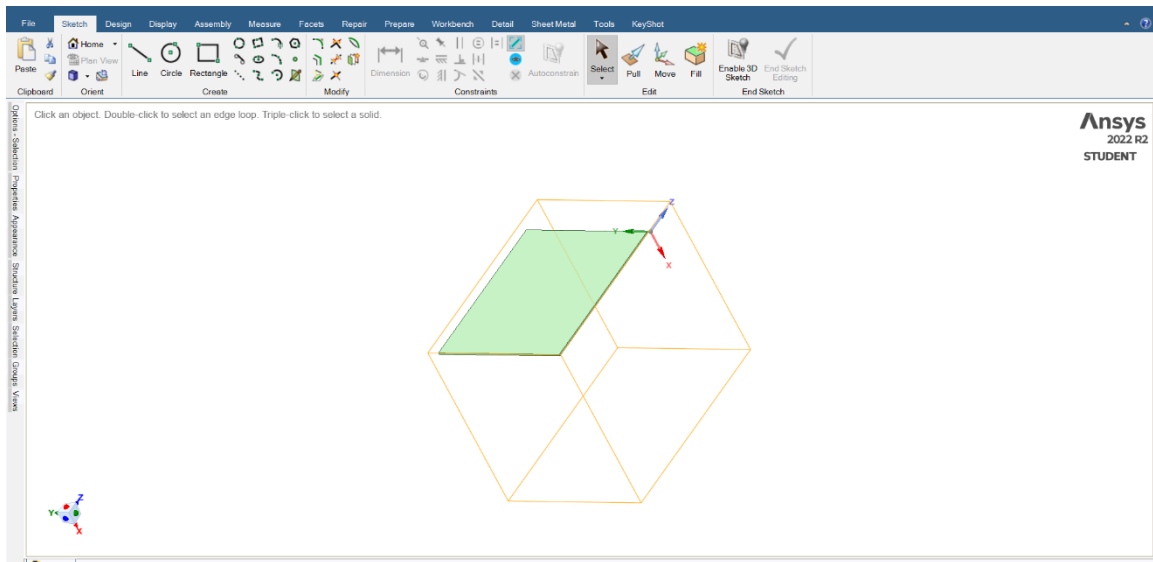 File Sketch Design Display Assembly Measure Facets Repair Prepare Workbench Detail Sheet Metal Tools KeyShot
Home
Plan View
Paste
Line Circle Rectangle
Dimension
Autoconstrain
Select Pull Move Fill
Enable 3D Sketch
End Sketch Editing
Clipboard Orient Create Modify Constraints Edit End Sketch
Click an object. Double-click to select an edge loop. Triple-click to select a solid.
Ansys
2022 R2
STUDENT
Options - Selection
Properties
Appearance
Structure
Layers
Selection
Groups
Views
Z
Y
X
Z
Y
X